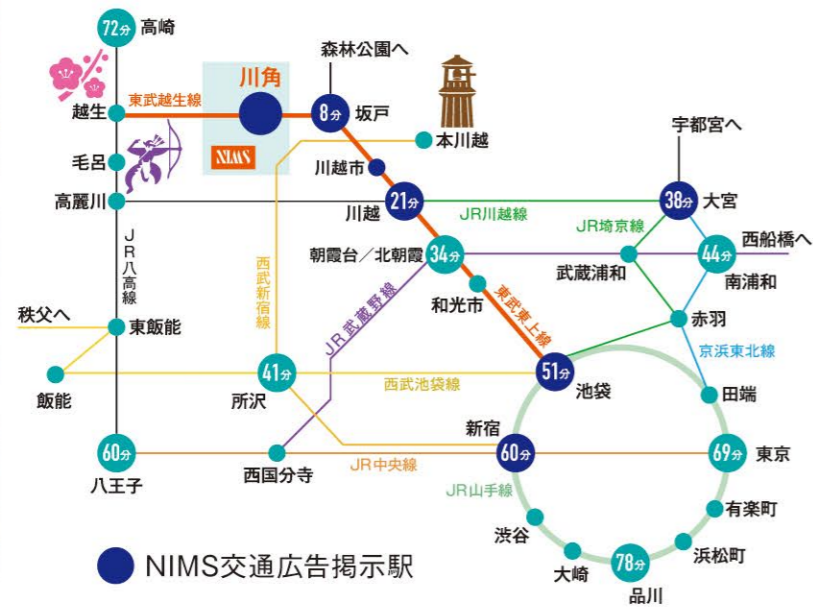 72分 高崎
森林公園へ
東武越生線
川角
越生
8分 坂戸
宇都宮へ
NIMS
本川越
毛呂
川越市
高麗川
21分
川越
JR川越線
38分 大宮
JR埼京線
JR八高線
西武新宿線
朝霞台/北朝霞
34分
武蔵浦和
44分
西船橋へ
南浦和
和光市
東武東上線
JR武蔵野線
秩父へ
東飯能
赤羽
京浜東北線
飯能
41分
所沢
西武池袋線
51分
池袋
田端
新宿
60分
八王子
西国分寺
JR中央線
60分
69分 東京
JR山手線
有楽町
渋谷
浜松町
大崎
78分
品川
NIMS交通広告掲示駅